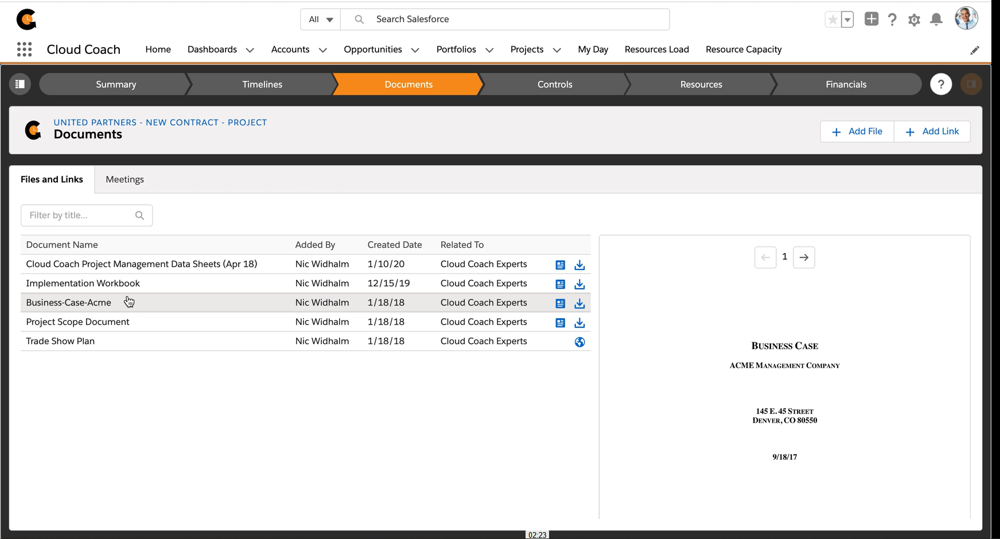 All Search Salesforce
Cloud Coach Home Dashboards Accounts Opportunities Portfolios Projects My Day Resources Load Resource Capacity
Summary Timelines Documents Controls Resources Financials ?
UNITED PARTNERS - NEW CONTRACT - PROJECT
Documents
+ Add File + Add Link
Files and Links Meetings
Filter by title...
Document Name Added By Created Date Related To
Cloud Coach Project Management Data Sheets (Apr 18) Nic Widhalm 1/10/20 Cloud Coach Experts
Implementation Workbook Nic Widhalm 12/15/19 Cloud Coach Experts
Business-Case-Acme Nic Widhalm 1/18/18 Cloud Coach Experts
Project Scope Document Nic Widhalm 1/18/18 Cloud Coach Experts
Trade Show Plan Nic Widhalm 1/18/18 Cloud Coach Experts
← 1 →
BUSINESS CASE
ACME MANAGEMENT COMPANY
145 E. 45 STREET
DENVER, CO 80550
9/18/17
02:23